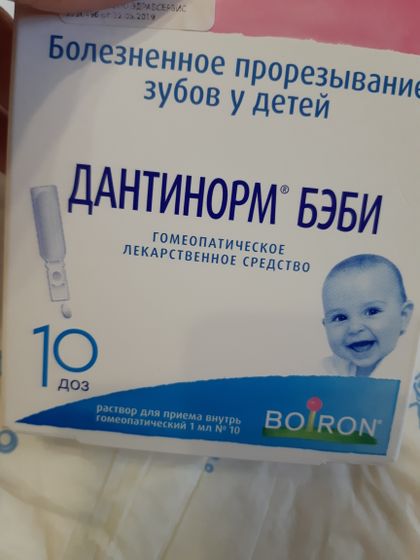 ЗДРАВСЕРВИС
Болезненное прорезывание
зубов у детей
ДАНТИНОРМ® БЭБИ
ГОМЕОПАТИЧЕСКОЕ
ЛЕКАРСТВЕННОЕ СРЕДСТВО
10
ДОЗ
раствор для приема внутрь
гомеопатический 1 мл № 10
BOIRON®